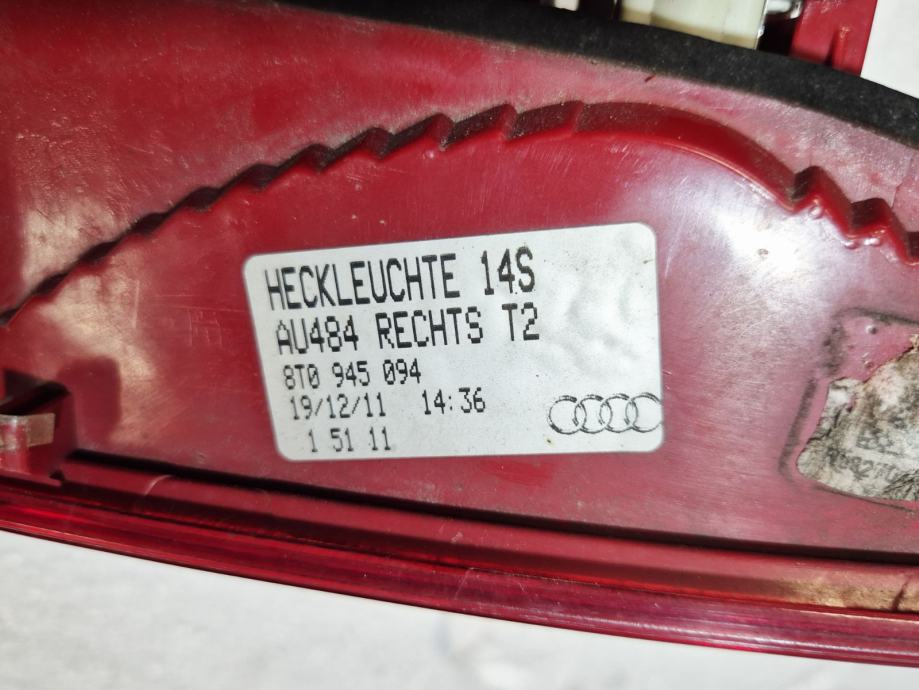 HECKLEUCHTE 14S
AU484 RECHTS T2
8T0 945 094
19/12/11 14:36
1 51 11